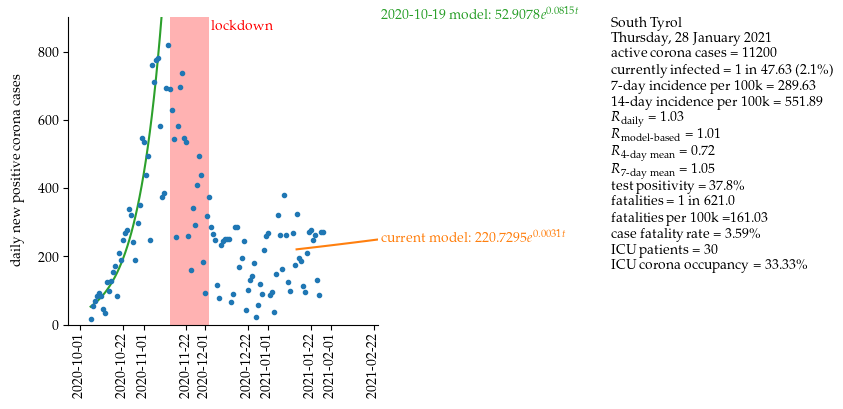 2020-10-19 model: 52.9078e^0.0815t
lockdown
daily new positive corona cases
800
600
400
200
0
current model: 220.7295e^0.0031t
2020-10-01
2020-10-22
2020-11-01
2020-11-22
2020-12-01
2020-12-22
2021-01-01
2021-01-22
2021-02-01
2021-02-22
South Tyrol
Thursday, 28 January 2021
active corona cases = 11200
currently infected = 1 in 47.63 (2.1%)
7-day incidence per 100k = 289.63
14-day incidence per 100k = 551.89
R_daily = 1.03
R_model-based = 1.01
R_4-day mean = 0.72
R_7-day mean = 1.05
test positivity = 37.8%
fatalities = 1 in 621.0
fatalities per 100k =161.03
case fatality rate = 3.59%
ICU patients = 30
ICU corona occupancy = 33.33%